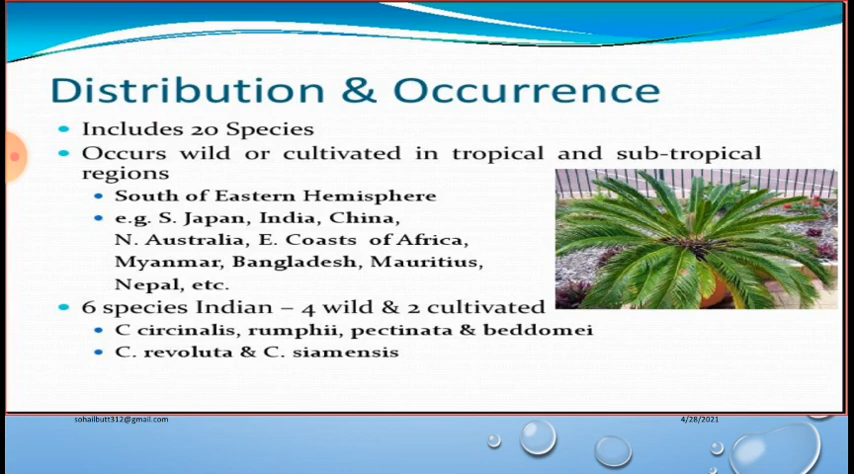 Distribution & Occurrence
Includes 20 Species
Occurs wild or cultivated in tropical and sub-tropical
regions
South of Eastern Hemisphere
e.g. S. Japan, India, China,
N. Australia, E. Coasts of Africa,
Myanmar, Bangladesh, Mauritius,
Nepal, etc.
6 species Indian – 4 wild & 2 cultivated
C circinalis, rumphii, pectinata & beddomei
C. revoluta & C. siamensis
sohailbutt312@gmail.com
4/28/2021